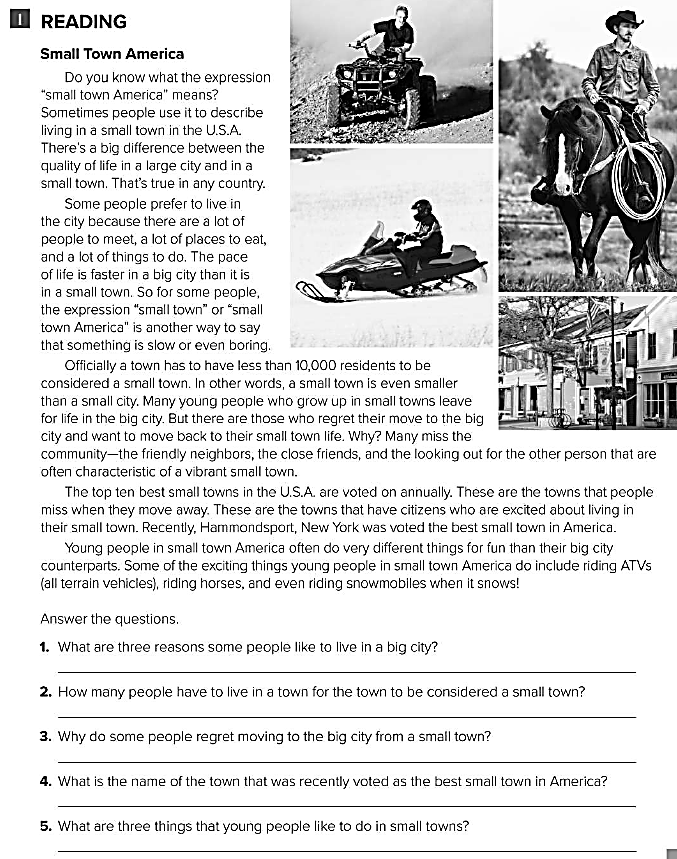 I READING
Small Town America
Do you know what the expression
“small town America” means?
Sometimes people use it to describe
living in a small town in the U.S.A.
There’s a big difference between the
quality of life in a large city and in a
small town. That’s true in any country.
Some people prefer to live in
the city because there are a lot of
people to meet, a lot of places to eat,
and a lot of things to do. The pace
of life is faster in a big city than it is
in a small town. So for some people,
the expression “small town” or “small
town America” is another way to say
that something is slow or even boring.
Officially a town has to have less than 10,000 residents to be
considered a small town. In other words, a small town is even smaller
than a small city. Many young people who grow up in small towns leave
for life in the big city. But there are those who regret their move to the big
city and want to move back to their small town life. Why? Many miss the
community—the friendly neighbors, the close friends, and the looking out for the other person that are
often characteristic of a vibrant small town.
The top ten best small towns in the U.S.A. are voted on annually. These are the towns that people
miss when they move away. These are the towns that have citizens who are excited about living in
their small town. Recently, Hammondsport, New York was voted the best small town in America.
Young people in small town America often do very different things for fun than their big city
counterparts. Some of the exciting things young people in small town America do include riding ATVs
(all terrain vehicles), riding horses, and even riding snowmobiles when it snows!
Answer the questions.
1. What are three reasons some people like to live in a big city?
2. How many people have to live in a town for the town to be considered a small town?
3. Why do some people regret moving to the big city from a small town?
4. What is the name of the town that was recently voted as the best small town in America?
5. What are three things that young people like to do in small towns?